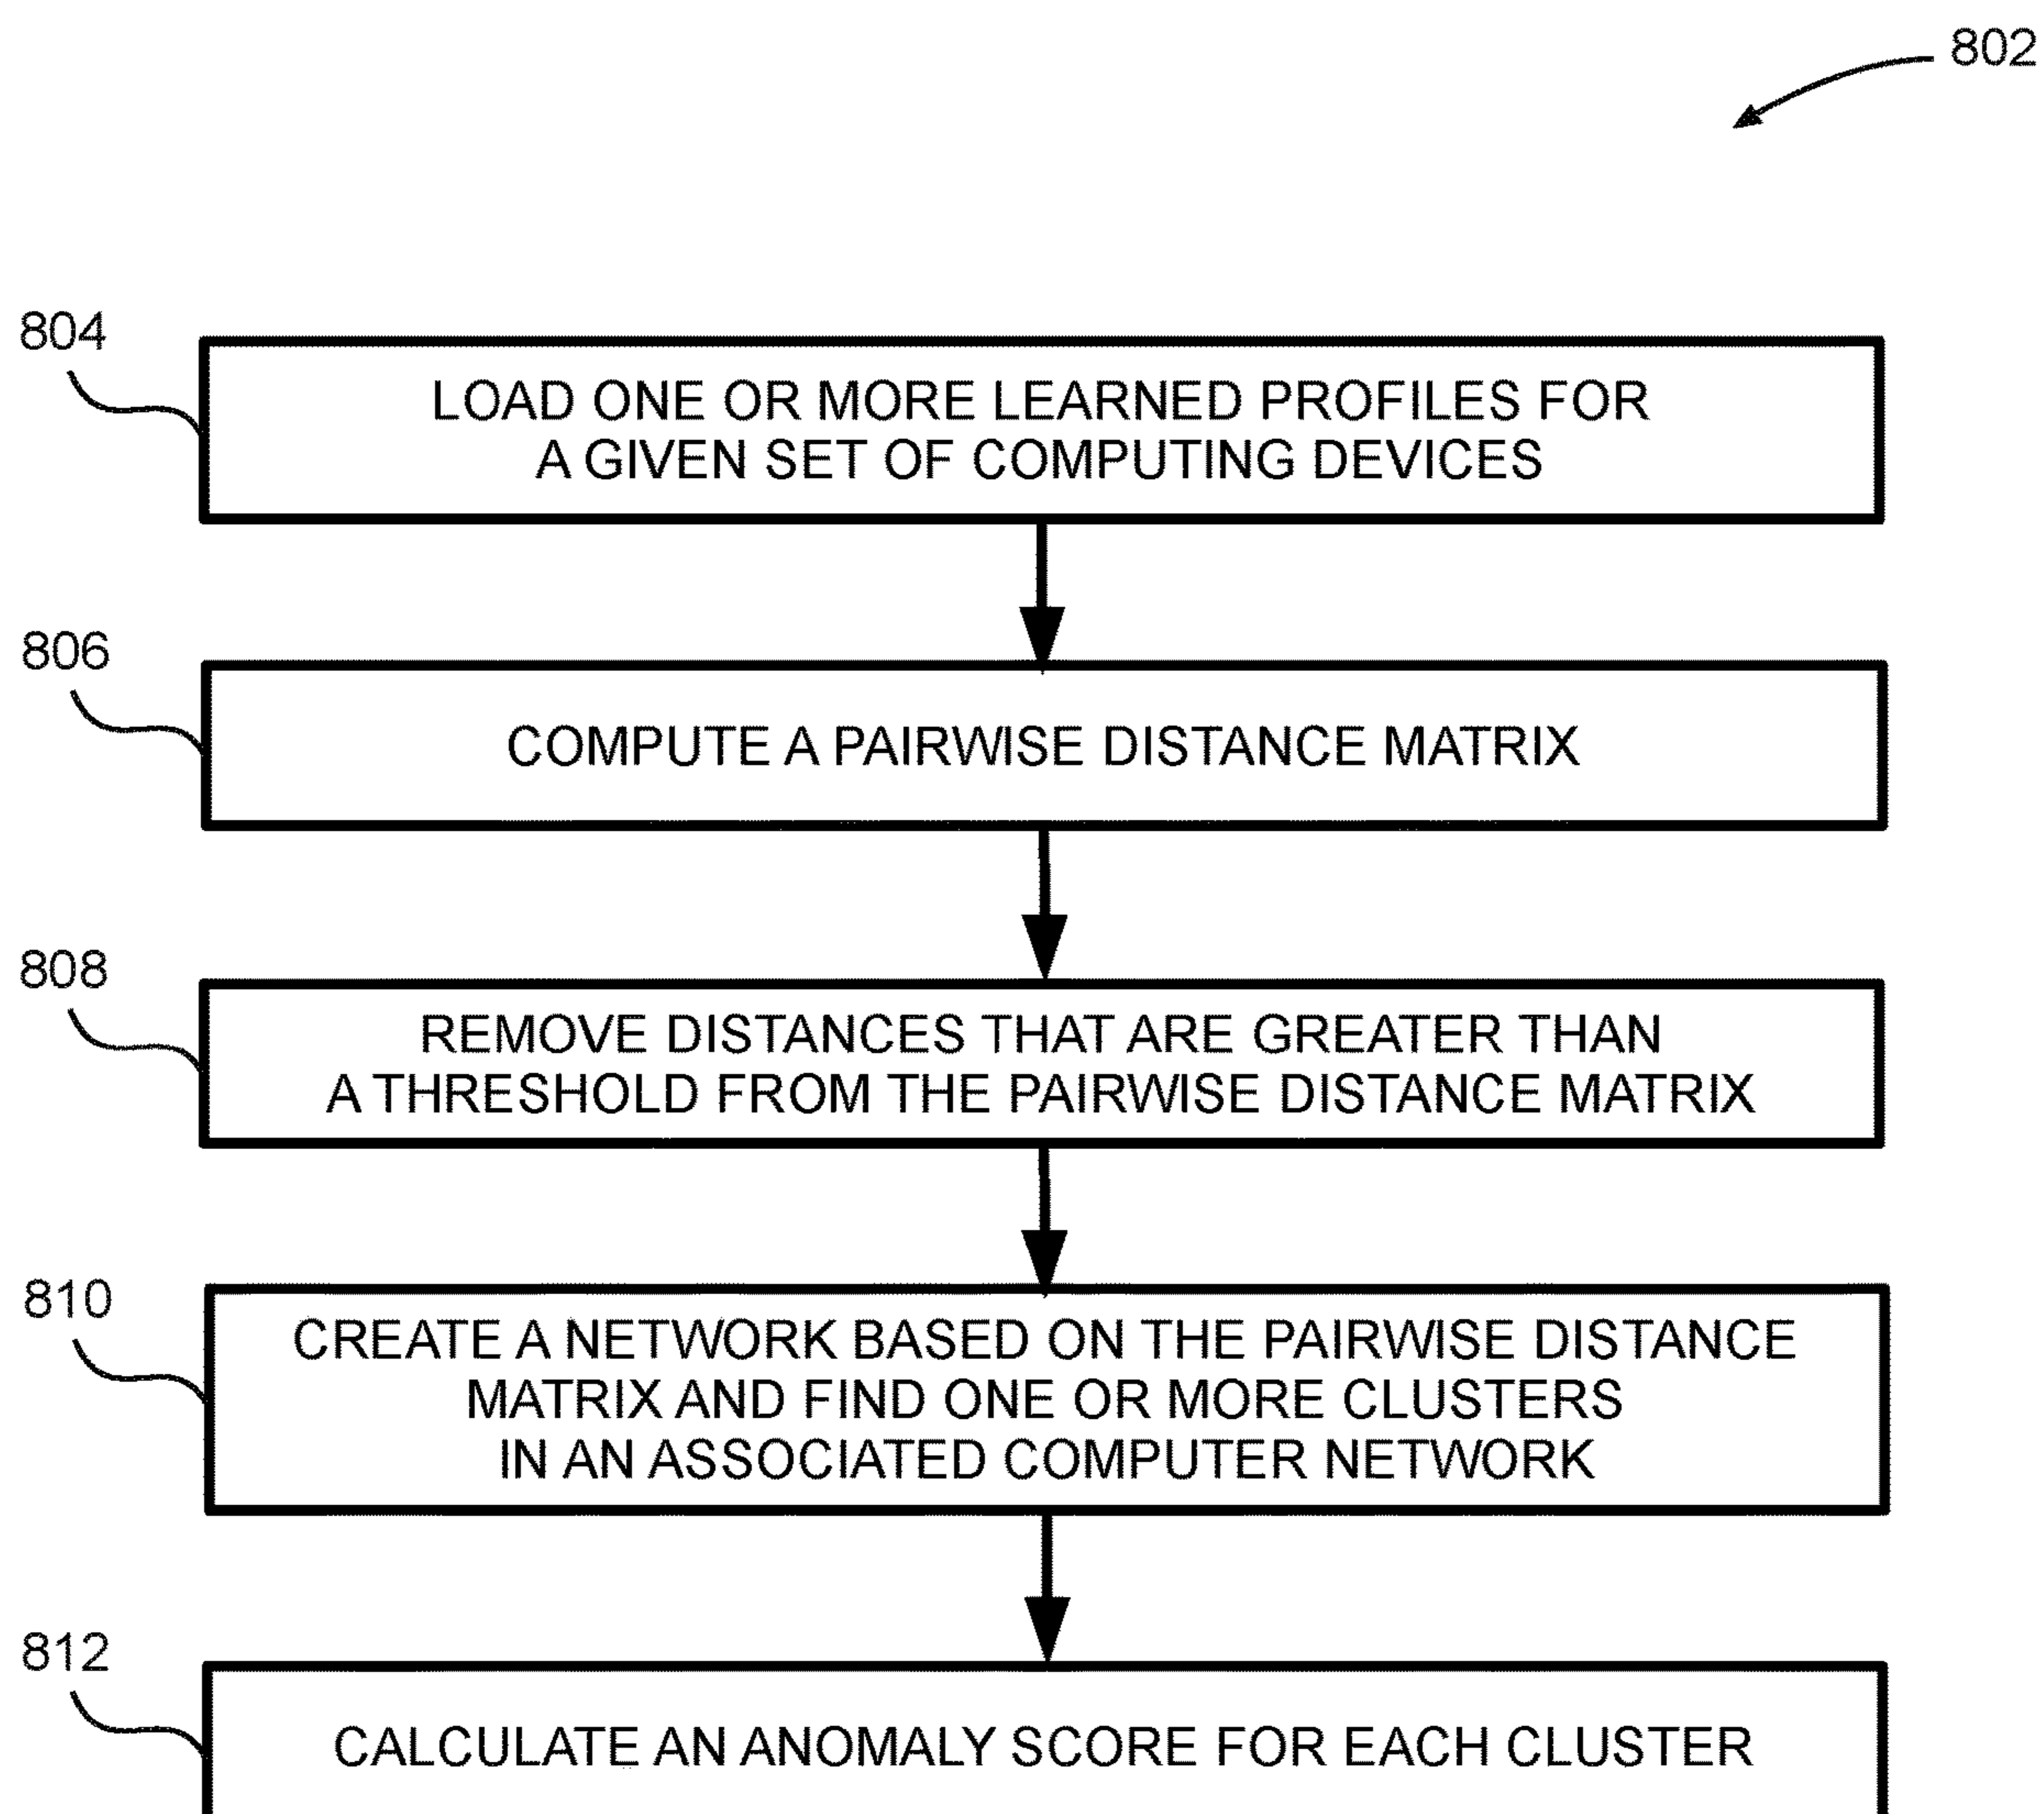 802
804
LOAD ONE OR MORE LEARNED PROFILES FOR
A GIVEN SET OF COMPUTING DEVICES
806
COMPUTE A PAIRWISE DISTANCE MATRIX
808
REMOVE DISTANCES THAT ARE GREATER THAN
A THRESHOLD FROM THE PAIRWISE DISTANCE MATRIX
810
CREATE A NETWORK BASED ON THE PAIRWISE DISTANCE
MATRIX AND FIND ONE OR MORE CLUSTERS
IN AN ASSOCIATED COMPUTER NETWORK
812
CALCULATE AN ANOMALY SCORE FOR EACH CLUSTER